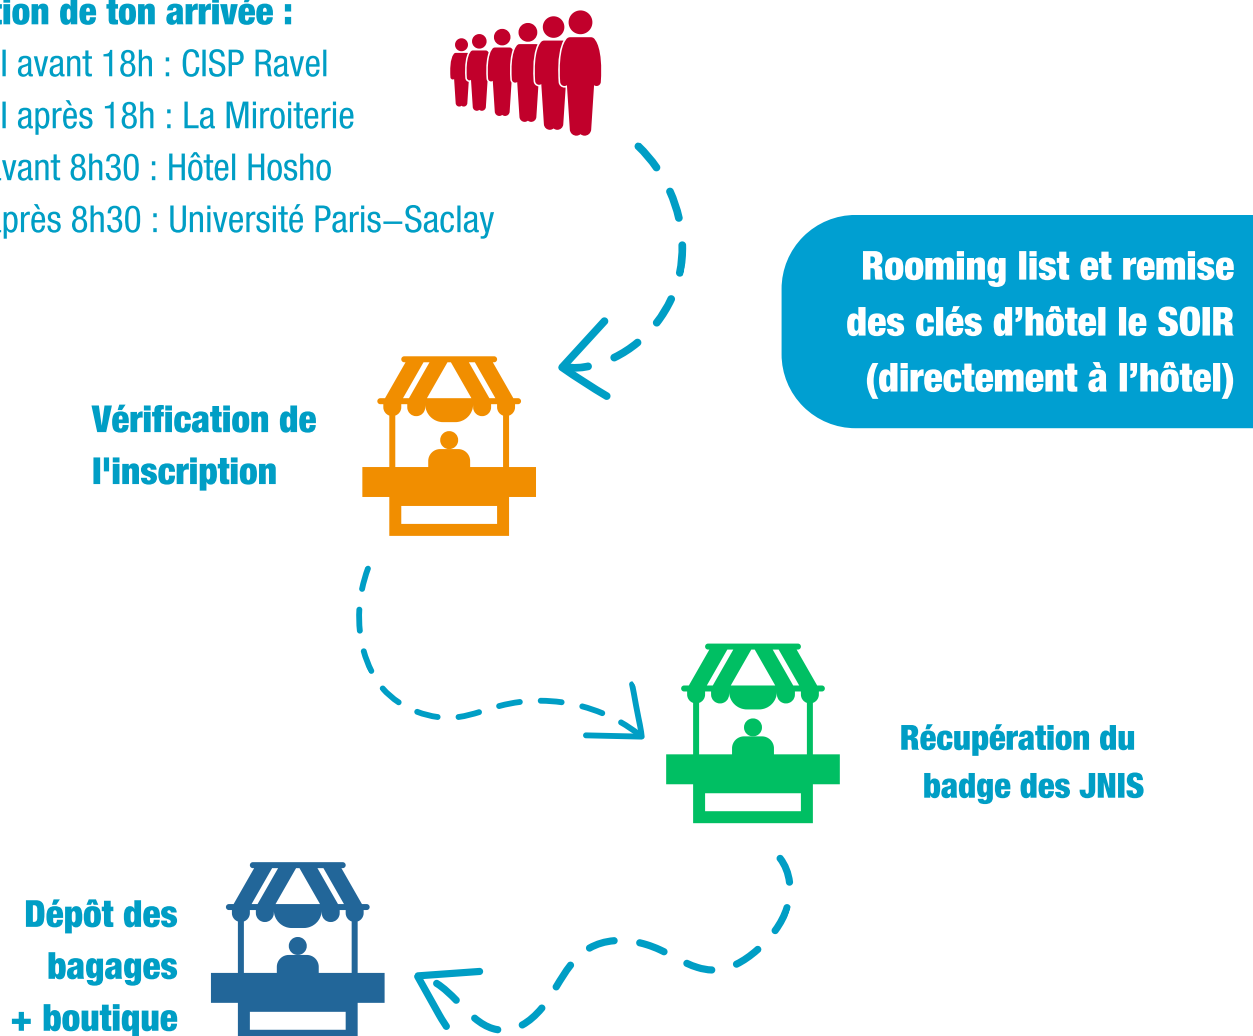 tion de ton arrivée :
l avant 18h : CISP Ravel
l après 18h : La Miroiterie
avant 8h30 : Hôtel Hosho
après 8h30 : Université Paris–Saclay
Rooming list et remise
des clés d’hôtel le SOIR
(directement à l’hôtel)
Vérification de
l'inscription
Récupération du
badge des JNIS
Dépôt des
bagages
+ boutique